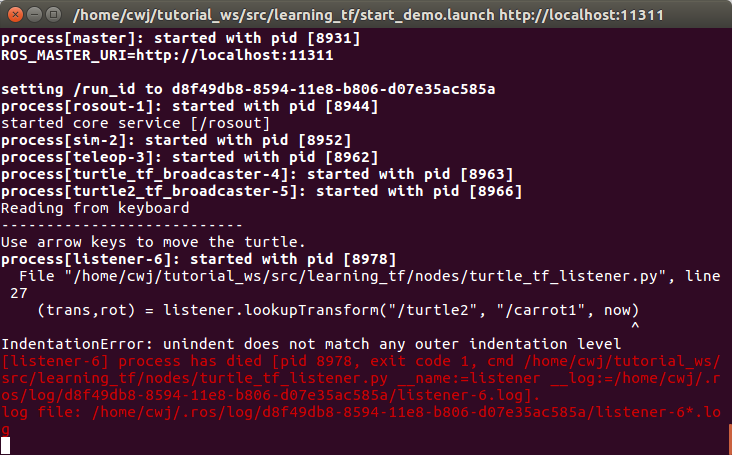 /home/cwj/tutorial_ws/src/learning_tf/start_demo.launch http://localhost:11311
process[master]: started with pid [8931]
ROS_MASTER_URI=http://localhost:11311
setting /run_id to d8f49db8-8594-11e8-b806-d07e35ac585a
process[rosout-1]: started with pid [8944]
started core service [/rosout]
process[sim-2]: started with pid [8952]
process[teleop-3]: started with pid [8962]
process[turtle_tf_broadcaster-4]: started with pid [8963]
process[turtle2_tf_broadcaster-5]: started with pid [8966]
Reading from keyboard
---------------------------
Use arrow keys to move the turtle.
process[listener-6]: started with pid [8978]
  File "/home/cwj/tutorial_ws/src/learning_tf/nodes/turtle_tf_listener.py", line
 27
    (trans,rot) = listener.lookupTransform("/turtle2", "/carrot1", now)
                                                                      ^
IndentationError: unindent does not match any outer indentation level
[listener-6] process has died [pid 8978, exit code 1, cmd /home/cwj/tutorial_ws/
src/learning_tf/nodes/turtle_tf_listener.py __name:=listener __log:=/home/cwj/.r
os/log/d8f49db8-8594-11e8-b806-d07e35ac585a/listener-6.log].
log file: /home/cwj/.ros/log/d8f49db8-8594-11e8-b806-d07e35ac585a/listener-6*.lo
g